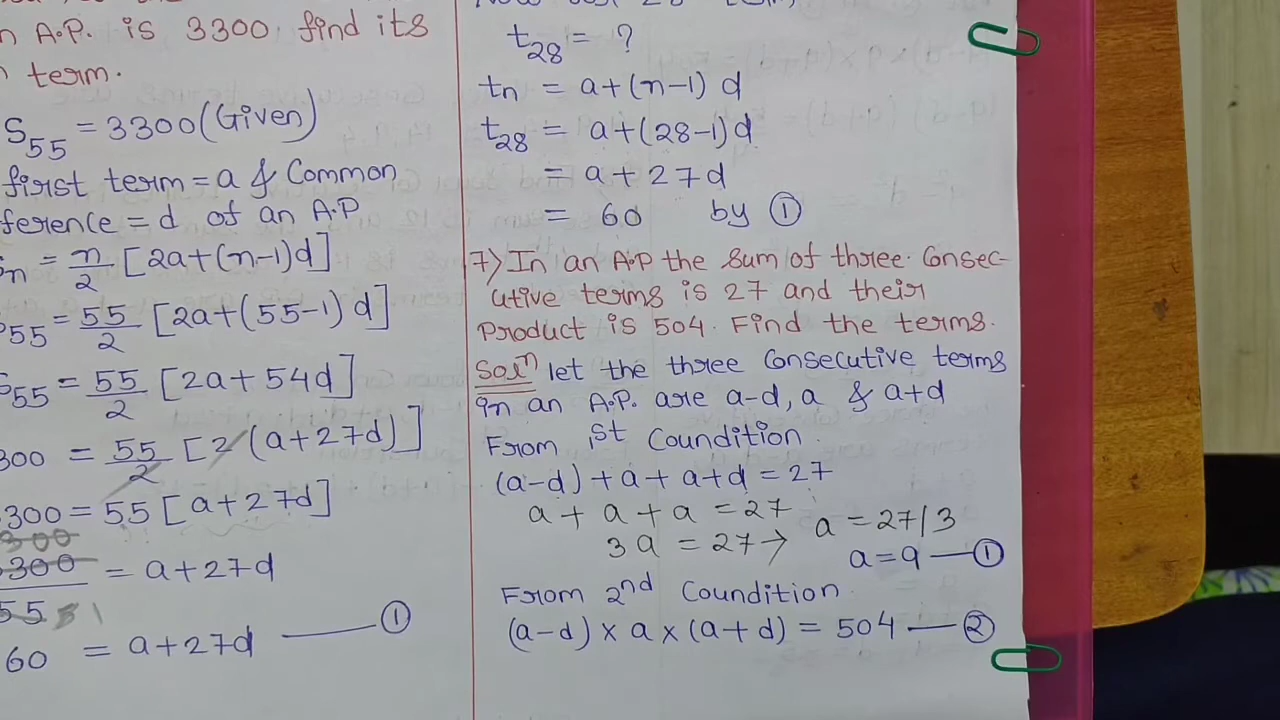 n A.P. is 3300. find its
term.
S55 = 3300 (Given)
first term = a & Common
ference = d of an A.P
n = n/2 [2a+(n-1)d]
55 = 55/2 [2a+(55-1)d]
55 = 55/2 [2a+54d]
300 = 55/2 [2(a+27d)]
300 = 55 [a+27d]
300
300/55 = a+27d
60 = a+27d —— ①
t28 = ?
tn = a+(n-1) d
t28 = a+(28-1)d
= a+27d
= 60 by ①
7) In an A.P the sum of three Consec-
utive terms is 27 and their
Product is 504. Find the terms.
Solⁿ let the three Consecutive terms
in an A.P. are a-d, a & a+d
From 1st Coundition.
(a-d)+a+a+d=27
a+a+a=27
3a=27→ a=27/3
a=9 —— ①
From 2nd Coundition
(a-d)×a×(a+d)=504 —— ②